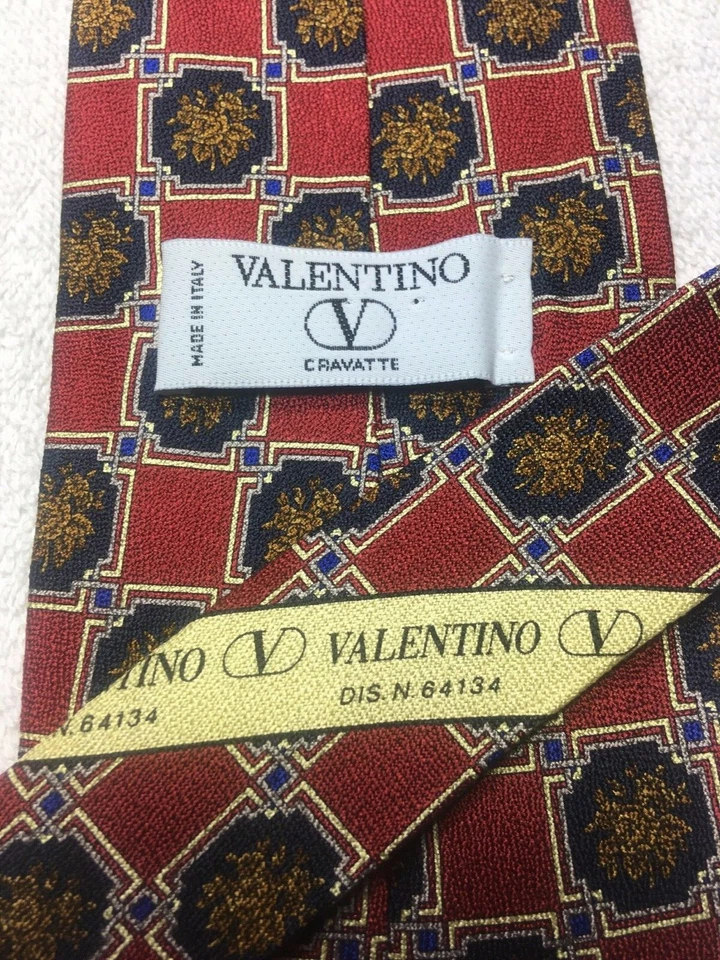 MADE IN ITALY
VALENTINO
V
CRAVATTE
TINO V VALENTINO V
N. 64134 DIS. N. 64134